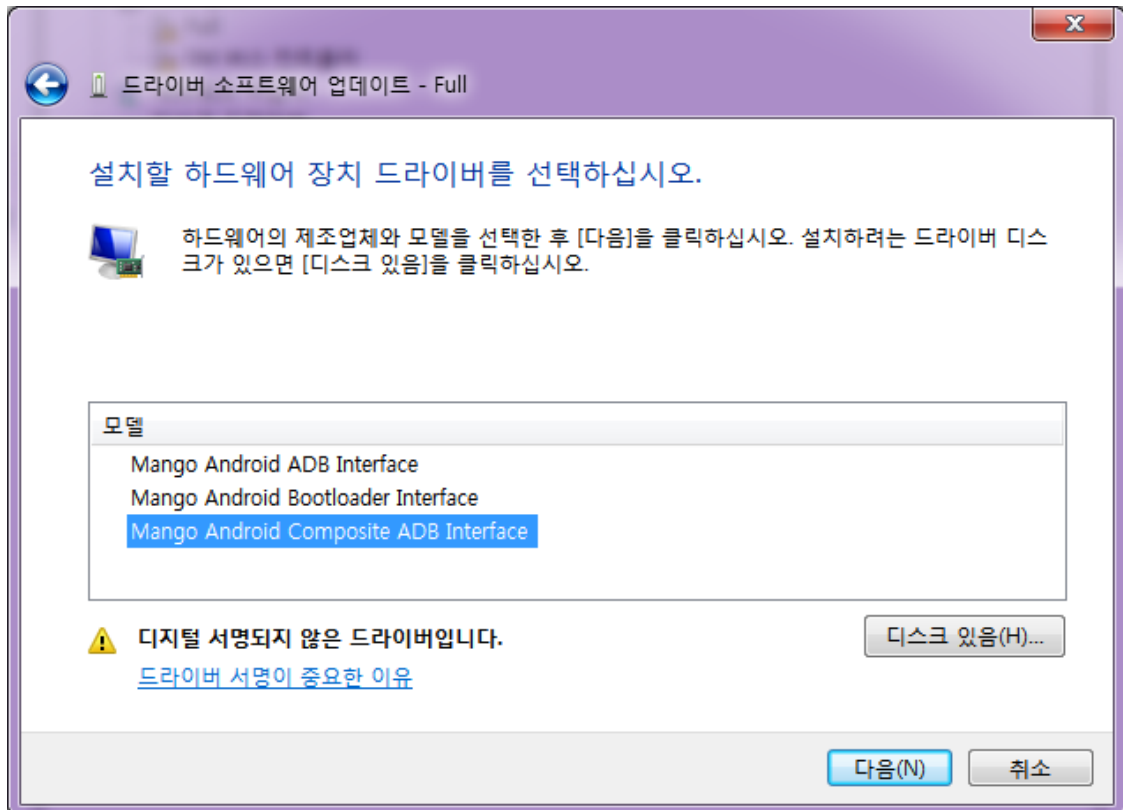 드라이버 소프트웨어 업데이트 - Full
설치할 하드웨어 장치 드라이버를 선택하십시오.
하드웨어의 제조업체와 모델을 선택한 후 [다음]을 클릭하십시오. 설치하려는 드라이버 디스
크가 있으면 [디스크 있음]을 클릭하십시오.
모델
Mango Android ADB Interface
Mango Android Bootloader Interface
Mango Android Composite ADB Interface
디지털 서명되지 않은 드라이버입니다.
디스크 있음(H)...
드라이버 서명이 중요한 이유
다음(N)
취소